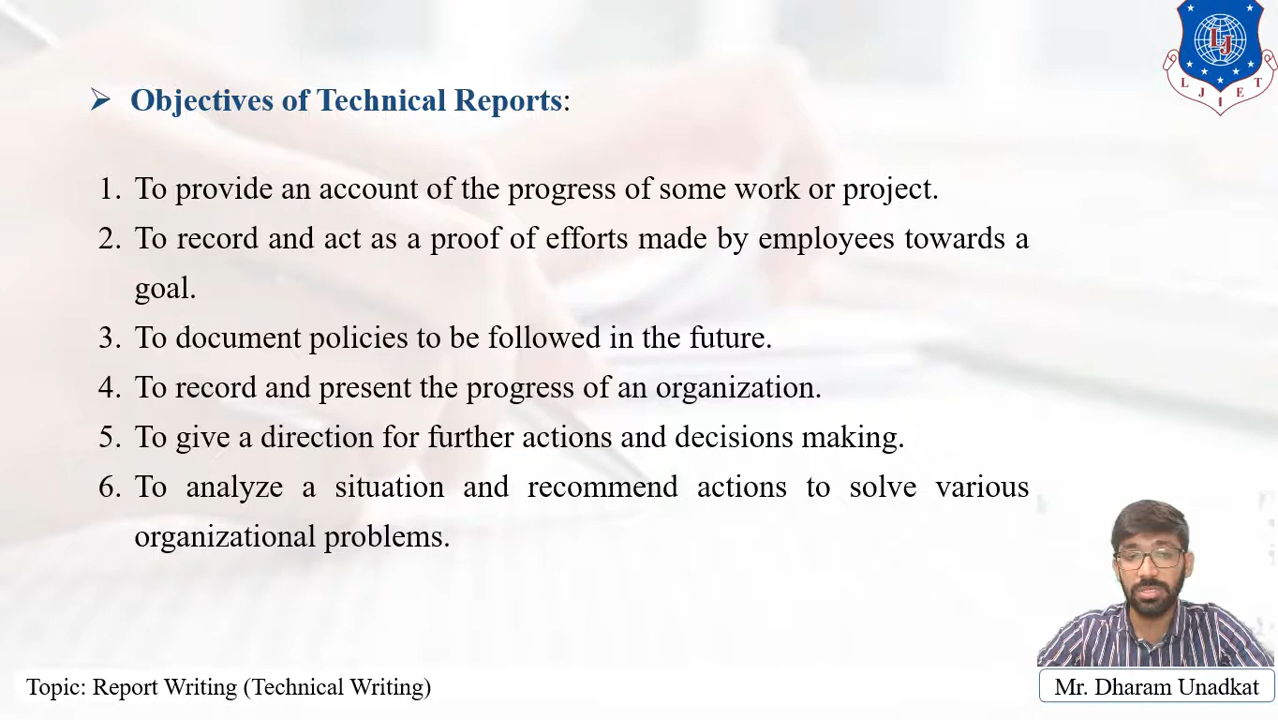 LJ
LJIET
➢ Objectives of Technical Reports:
1. To provide an account of the progress of some work or project.
2. To record and act as a proof of efforts made by employees towards a
goal.
3. To document policies to be followed in the future.
4. To record and present the progress of an organization.
5. To give a direction for further actions and decisions making.
6. To analyze a situation and recommend actions to solve various
organizational problems.
Topic: Report Writing (Technical Writing)
Mr. Dharam Unadkat